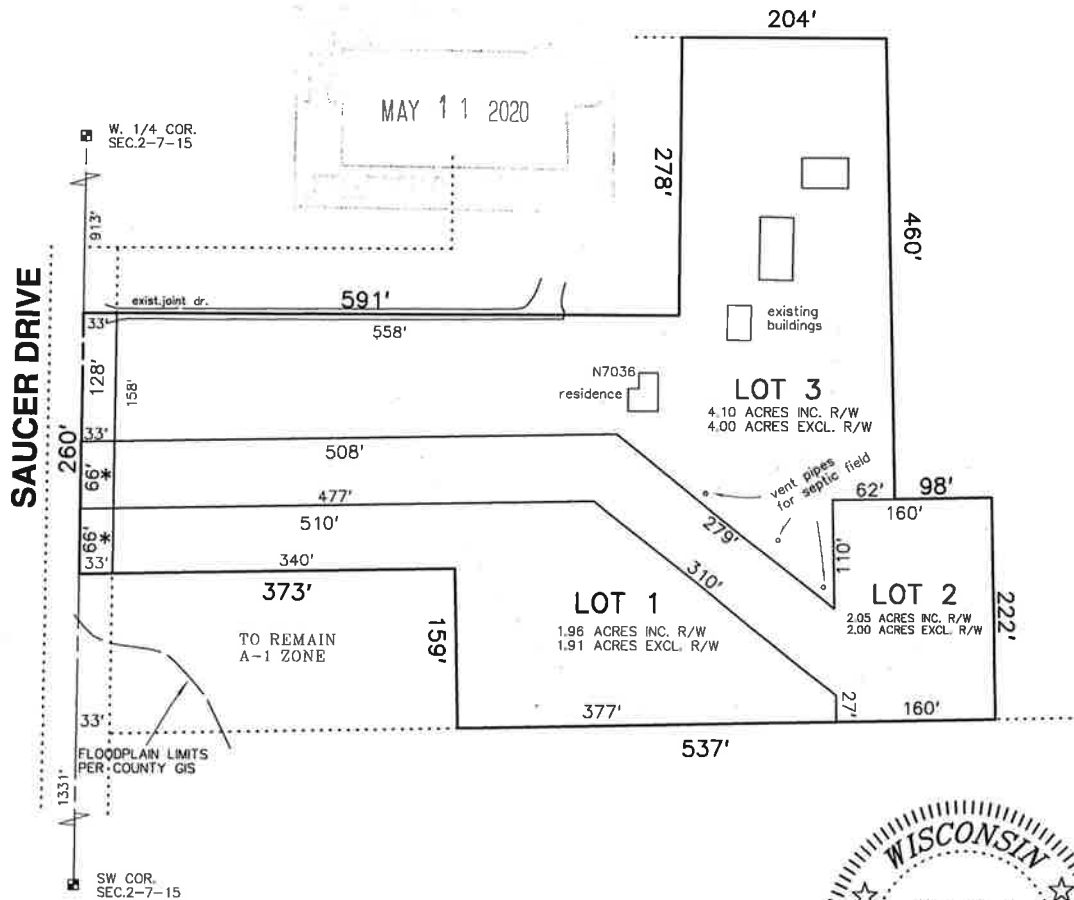 204'
MAY 11 2020
W. 1/4 COR.
SEC.2-7-15
278'
913'
460'
SAUCER DRIVE
exist.joint dr.
591'
33'
558'
existing
buildings
128'
158'
N7036
residence
LOT 3
4.10 ACRES INC. R/W
4.00 ACRES EXCL. R/W
260'
33'
508'
vent pipes
for septic field
66'*
477'
62'
98'
160'
510'
279'
110'
66'*
33'
340'
310'
373'
LOT 1
1.96 ACRES INC. R/W
1.91 ACRES EXCL. R/W
LOT 2
2.05 ACRES INC. R/W
2.00 ACRES EXCL. R/W
222'
TO REMAIN
A-1 ZONE
159'
33'
377'
27'
160'
537'
FLOODPLAIN LIMITS
PER COUNTY GIS
1331'
WISCONSIN
SW COR.
SEC.2-7-15